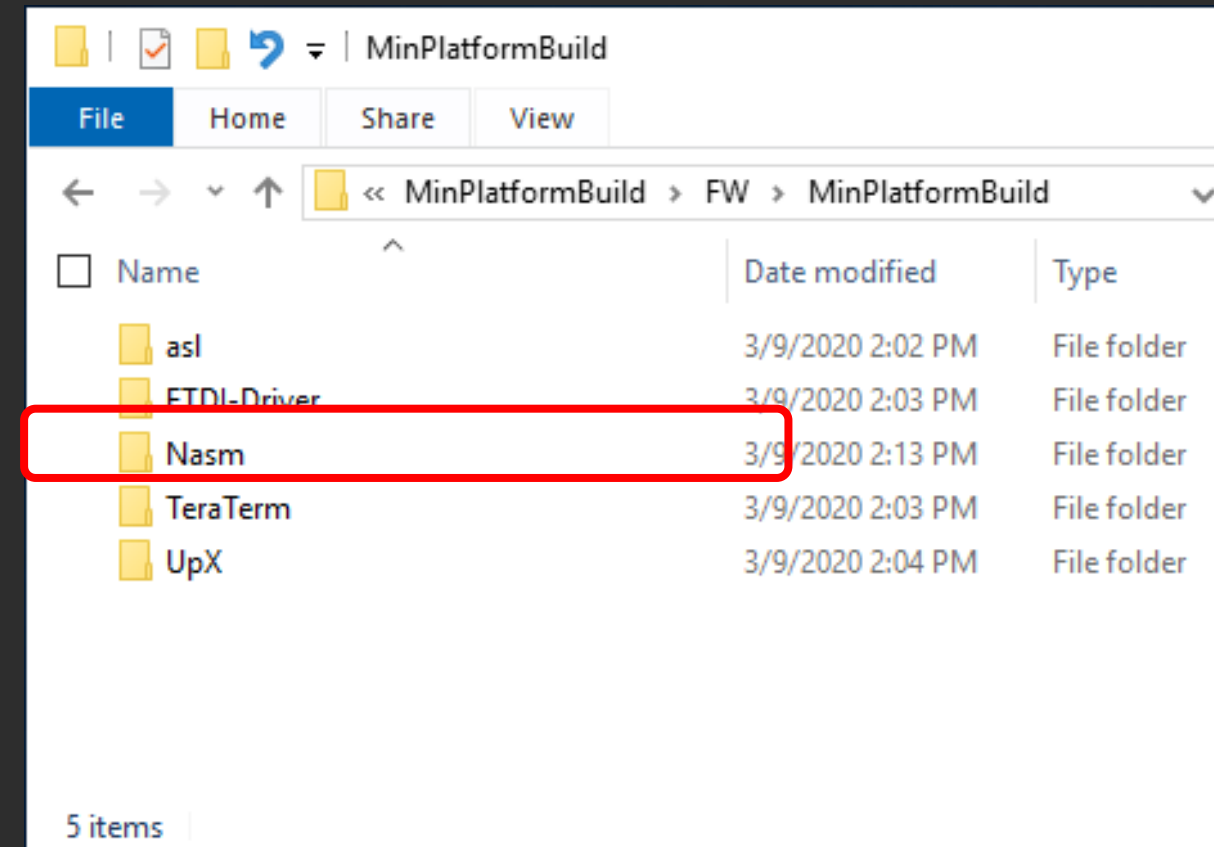 MinPlatformBuild
File Home Share View
« MinPlatformBuild > FW > MinPlatformBuild
Name Date modified Type
asl 3/9/2020 2:02 PM File folder
FTDI-Driver 3/9/2020 2:03 PM File folder
Nasm 3/9/2020 2:13 PM File folder
TeraTerm 3/9/2020 2:03 PM File folder
UpX 3/9/2020 2:04 PM File folder
5 items